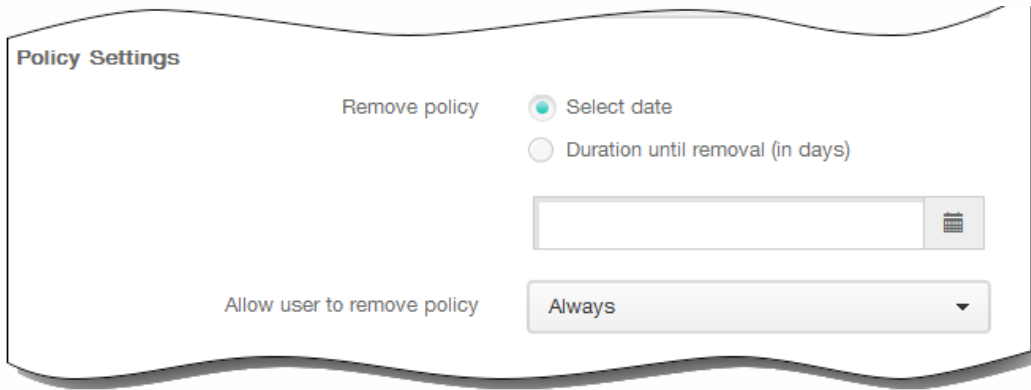 Policy Settings
Remove policy
Select date
Duration until removal (in days)
Allow user to remove policy
Always